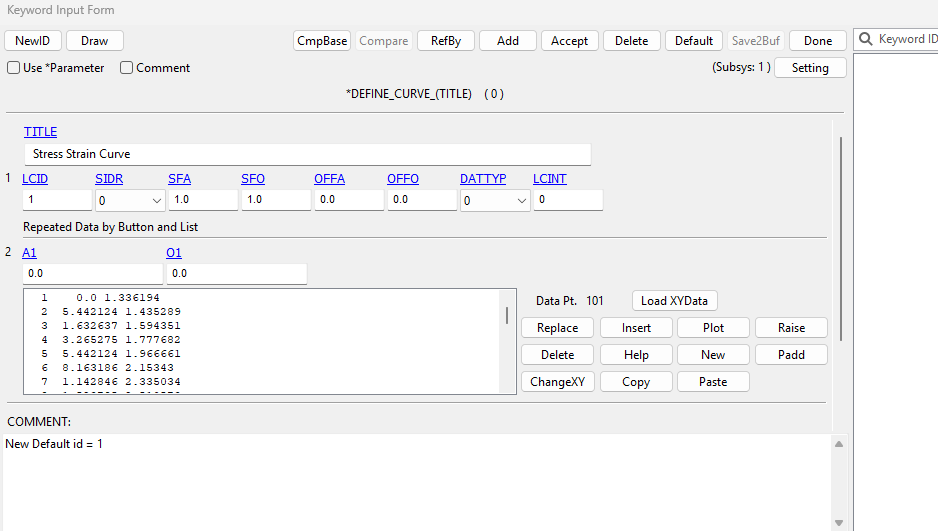 Keyword Input Form
NewID Draw CmpBase Compare RefBy Add Accept Delete Default Save2Buf Done
Keyword ID
Use *Parameter Comment (Subsys: 1 ) Setting
*DEFINE_CURVE_(TITLE) ( 0 )
TITLE
Stress Strain Curve
1 LCID SIDR SFA SFO OFFA OFFO DATTYP LCINT
1 0 1.0 1.0 0.0 0.0 0 0
Repeated Data by Button and List
2 A1 O1
0.0 0.0
1 0.0 1.336194
2 5.442124 1.435289
3 1.632637 1.594351
4 3.265275 1.777682
5 5.442124 1.966661
6 8.163186 2.15343
7 1.142846 2.335034
Data Pt. 101 Load XYData
Replace Insert Plot Raise
Delete Help New Padd
ChangeXY Copy Paste
COMMENT:
New Default id = 1